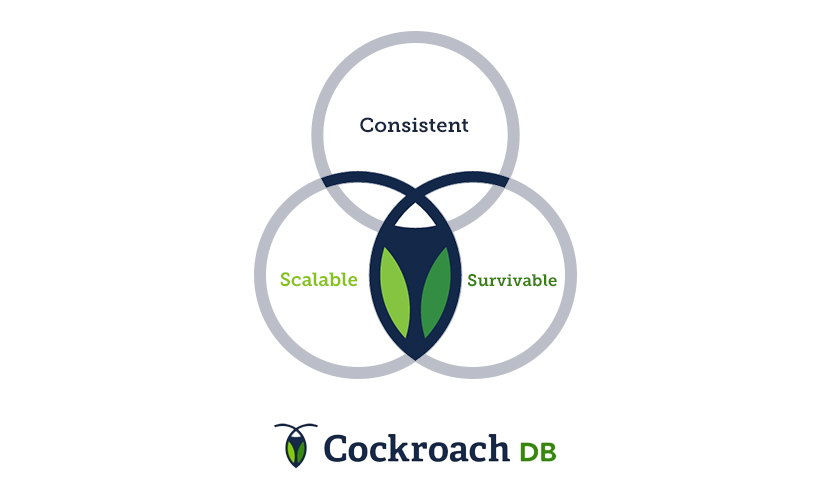 Consistent
Scalable
Survivable
Cockroach DB